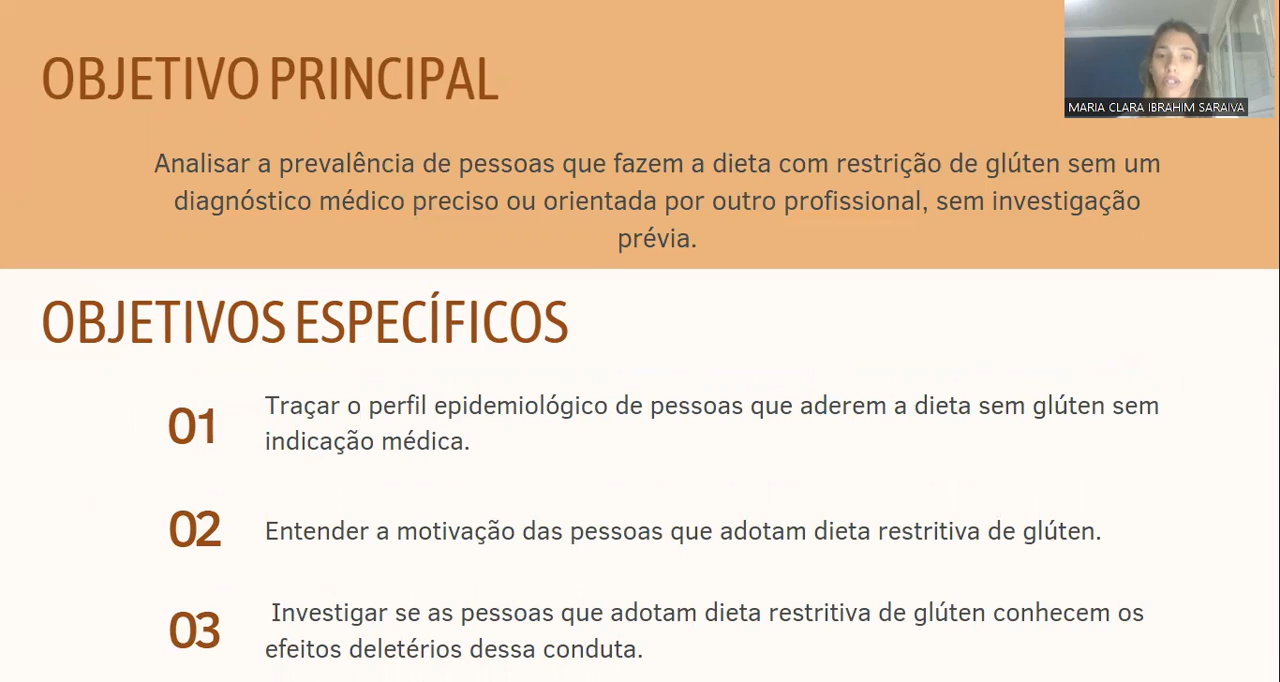 OBJETIVO PRINCIPAL
MARIA CLARA IBRAHIM SARAIVA
Analisar a prevalência de pessoas que fazem a dieta com restrição de glúten sem um
diagnóstico médico preciso ou orientada por outro profissional, sem investigação
prévia.
OBJETIVOS ESPECÍFICOS
01
Traçar o perfil epidemiológico de pessoas que aderem a dieta sem glúten sem
indicação médica.
02
Entender a motivação das pessoas que adotam dieta restritiva de glúten.
03
Investigar se as pessoas que adotam dieta restritiva de glúten conhecem os
efeitos deletérios dessa conduta.